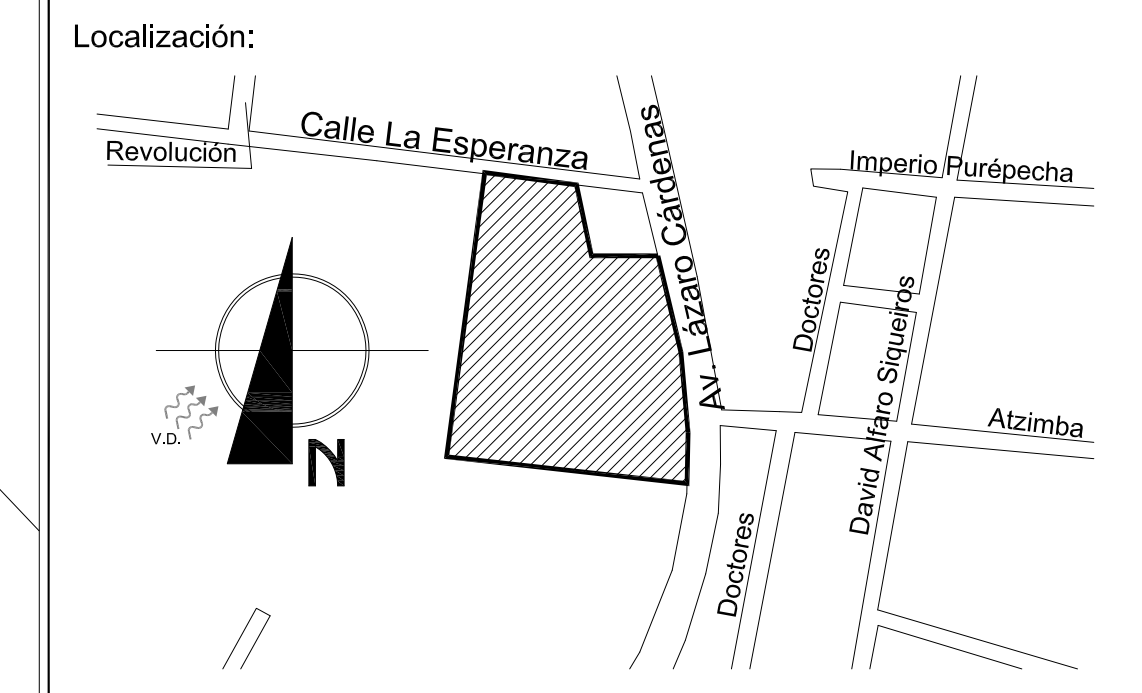 Localización:
Calle La Esperanza
Revolución
Av. Lázaro Cárdenas
Imperio Purépecha
Doctores
David Alfaro Siqueiros
Atzimba
V.D.
N
Doctores